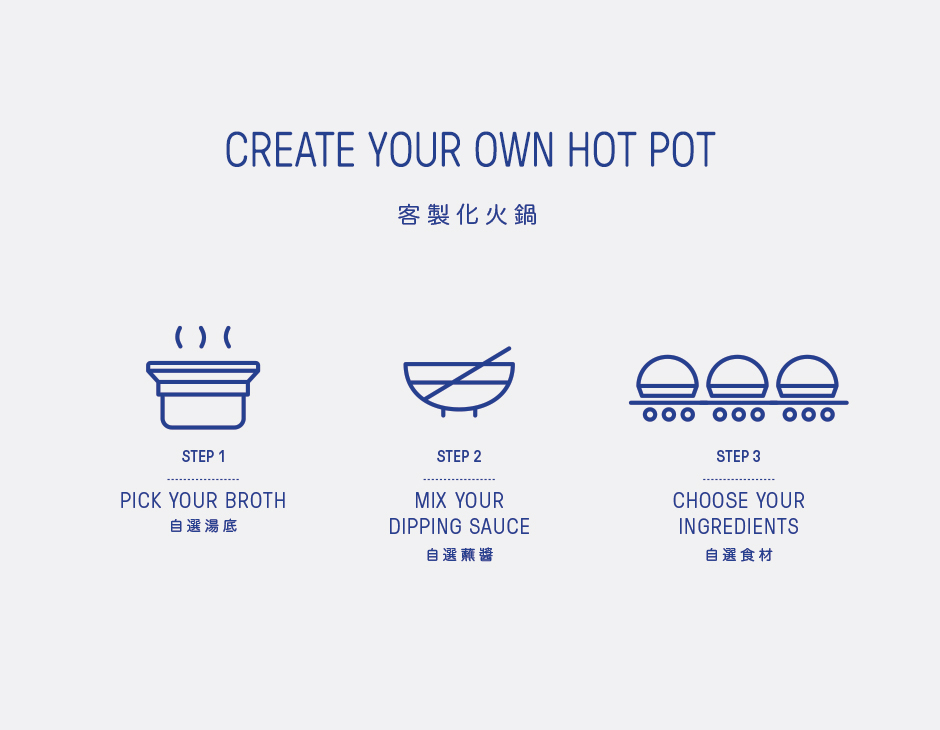 CREATE YOUR OWN HOT POT
客製化火鍋
STEP 1
PICK YOUR BROTH
自選湯底
STEP 2
MIX YOUR
DIPPING SAUCE
自選蘸醬
STEP 3
CHOOSE YOUR
INGREDIENTS
自選食材